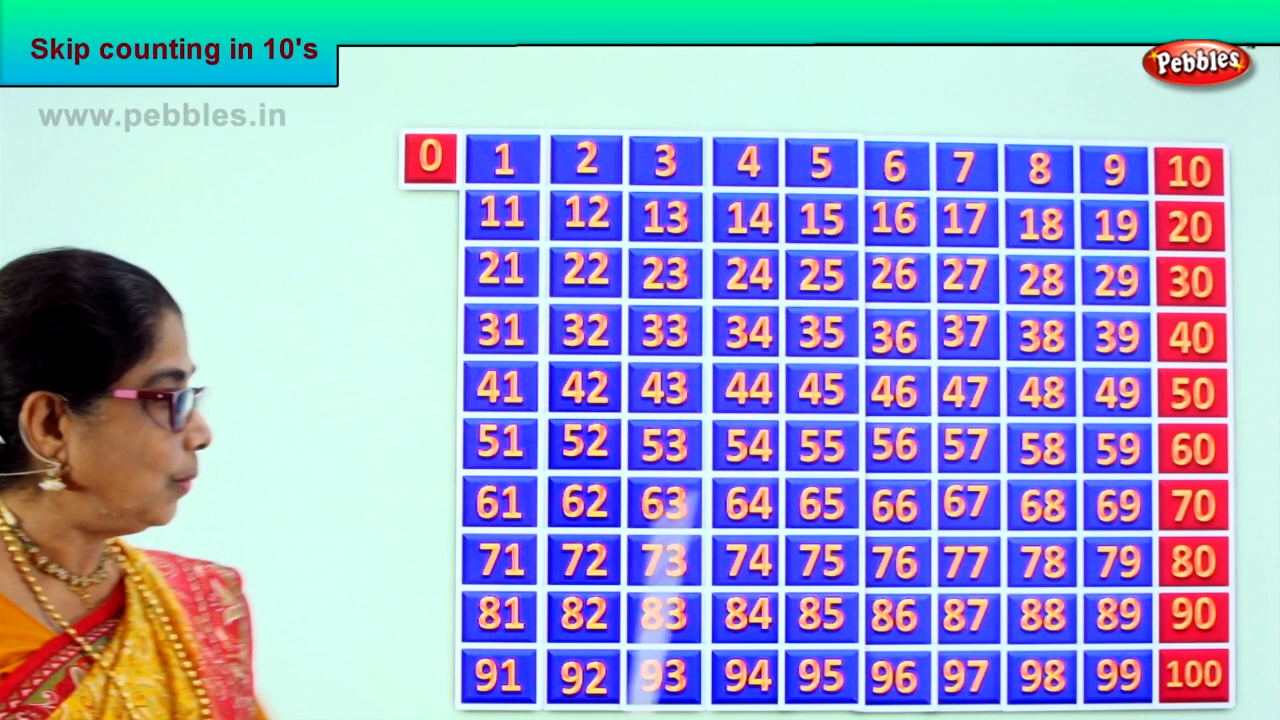 Skip counting in 10's
Pebbles
www.pebbles.in
0 1 2 3 4 5 6 7 8 9 10
11 12 13 14 15 16 17 18 19 20
21 22 23 24 25 26 27 28 29 30
31 32 33 34 35 36 37 38 39 40
41 42 43 44 45 46 47 48 49 50
51 52 53 54 55 56 57 58 59 60
61 62 63 64 65 66 67 68 69 70
71 72 73 74 75 76 77 78 79 80
81 82 83 84 85 86 87 88 89 90
91 92 93 94 95 96 97 98 99 100